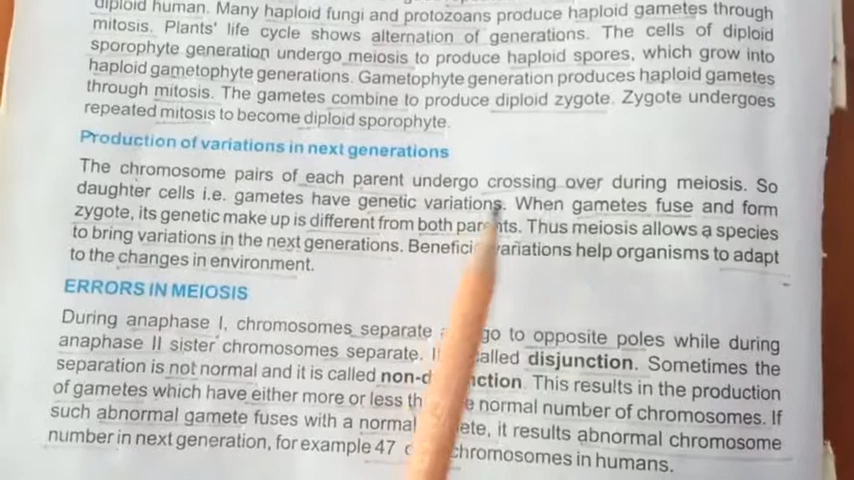 diploid human. Many haploid fungi and protozoans produce haploid gametes through
mitosis. Plants' life cycle shows alternation of generations. The cells of diploid
sporophyte generation undergo meiosis to produce haploid spores, which grow into
haploid gametophyte generations. Gametophyte generation produces haploid gametes
through mitosis. The gametes combine to produce diploid zygote. Zygote undergoes
repeated mitosis to become diploid sporophyte.
Production of variations in next generations
The chromosome pairs of each parent undergo crossing over during meiosis. So
daughter cells i.e. gametes have genetic variations. When gametes fuse and form
zygote, its genetic make up is different from both parents. Thus meiosis allows a species
to bring variations in the next generations. Beneficial variations help organisms to adapt
to the changes in environment.
ERRORS IN MEIOSIS
During anaphase I, chromosomes separate go to opposite poles while during
anaphase II sister chromosomes separate. called disjunction. Sometimes the
separation is not normal and it is called non-disjunction. This results in the production
of gametes which have either more or less normal number of chromosomes. If
such abnormal gamete fuses with a normal it results abnormal chromosome
number in next generation, for example 47 chromosomes in humans.